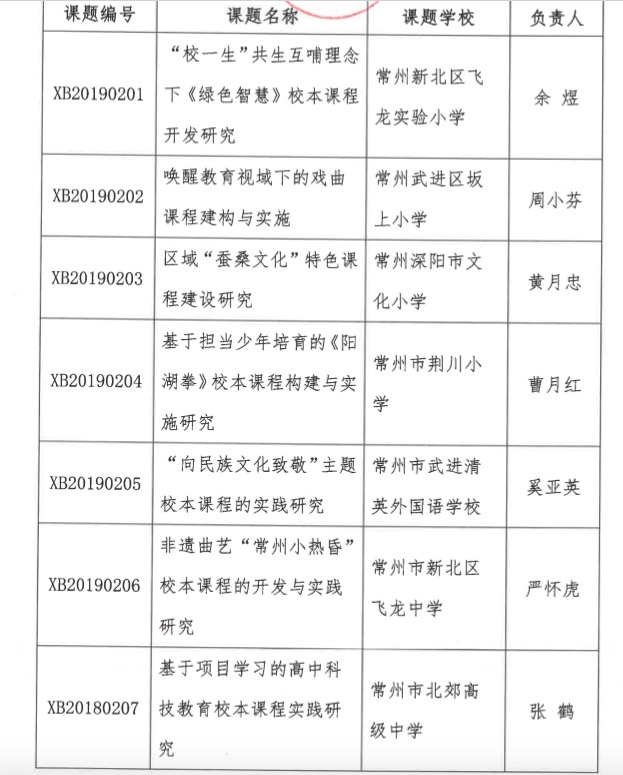 课题编号 课题名称 课题学校 负责人
XB20190201
“校一生”共生互哺理念
下《绿色智慧》校本课程
开发研究
常州新北区飞
龙实验小学
余 煜
XB20190202
唤醒教育视域下的戏曲
课程建构与实施
常州武进区坂
上小学
周小芬
XB20190203
区域“蚕桑文化”特色课
程建设研究
常州深阳市文
化小学
黄月忠
XB20190204
基于担当少年培育的《阳
湖拳》校本课程构建与实
施研究
常州市荆川小
学
曹月红
XB20190205
“向民族文化致敬”主题
校本课程的实践研究
常州市武进清
英外国语学校
奚亚英
XB20190206
非遗曲艺“常州小热昏”
校本课程的开发与实践
研究
常州市新北区
飞龙中学
严怀虎
XB20180207
基于项目学习的高中科
技教育校本课程实践研
究
常州市北郊高
级中学
张 鹤